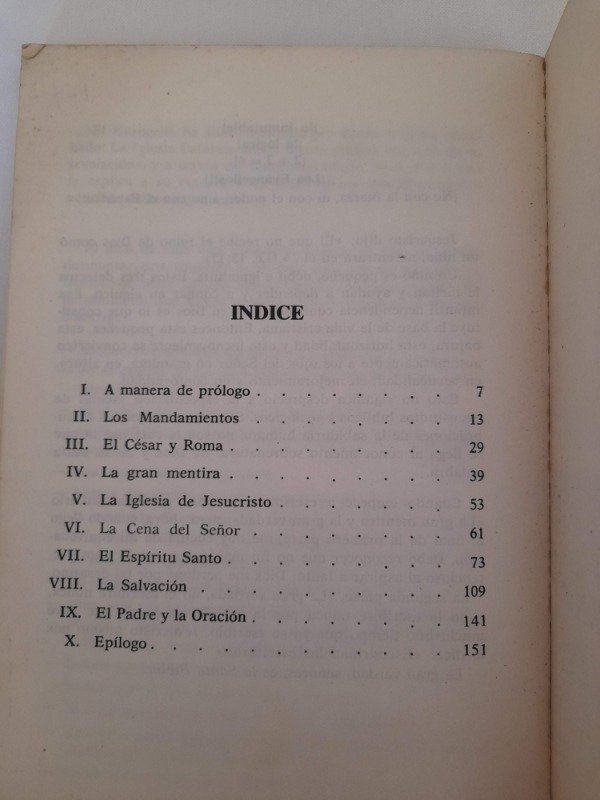 INDICE
I. A manera de prólogo . . . . . . . . 7
II. Los Mandamientos . . . . . . . . 13
III. El César y Roma . . . . . . . . . 29
IV. La gran mentira . . . . . . . . . 39
V. La Iglesia de Jesucristo . . . . . . . 53
VI. La Cena del Señor . . . . . . . . 61
VII. El Espíritu Santo . . . . . . . . . 73
VIII. La Salvación . . . . . . . . . . 109
IX. El Padre y la Oración . . . . . . . . 141
X. Epílogo . . . . . . . . . . . 151